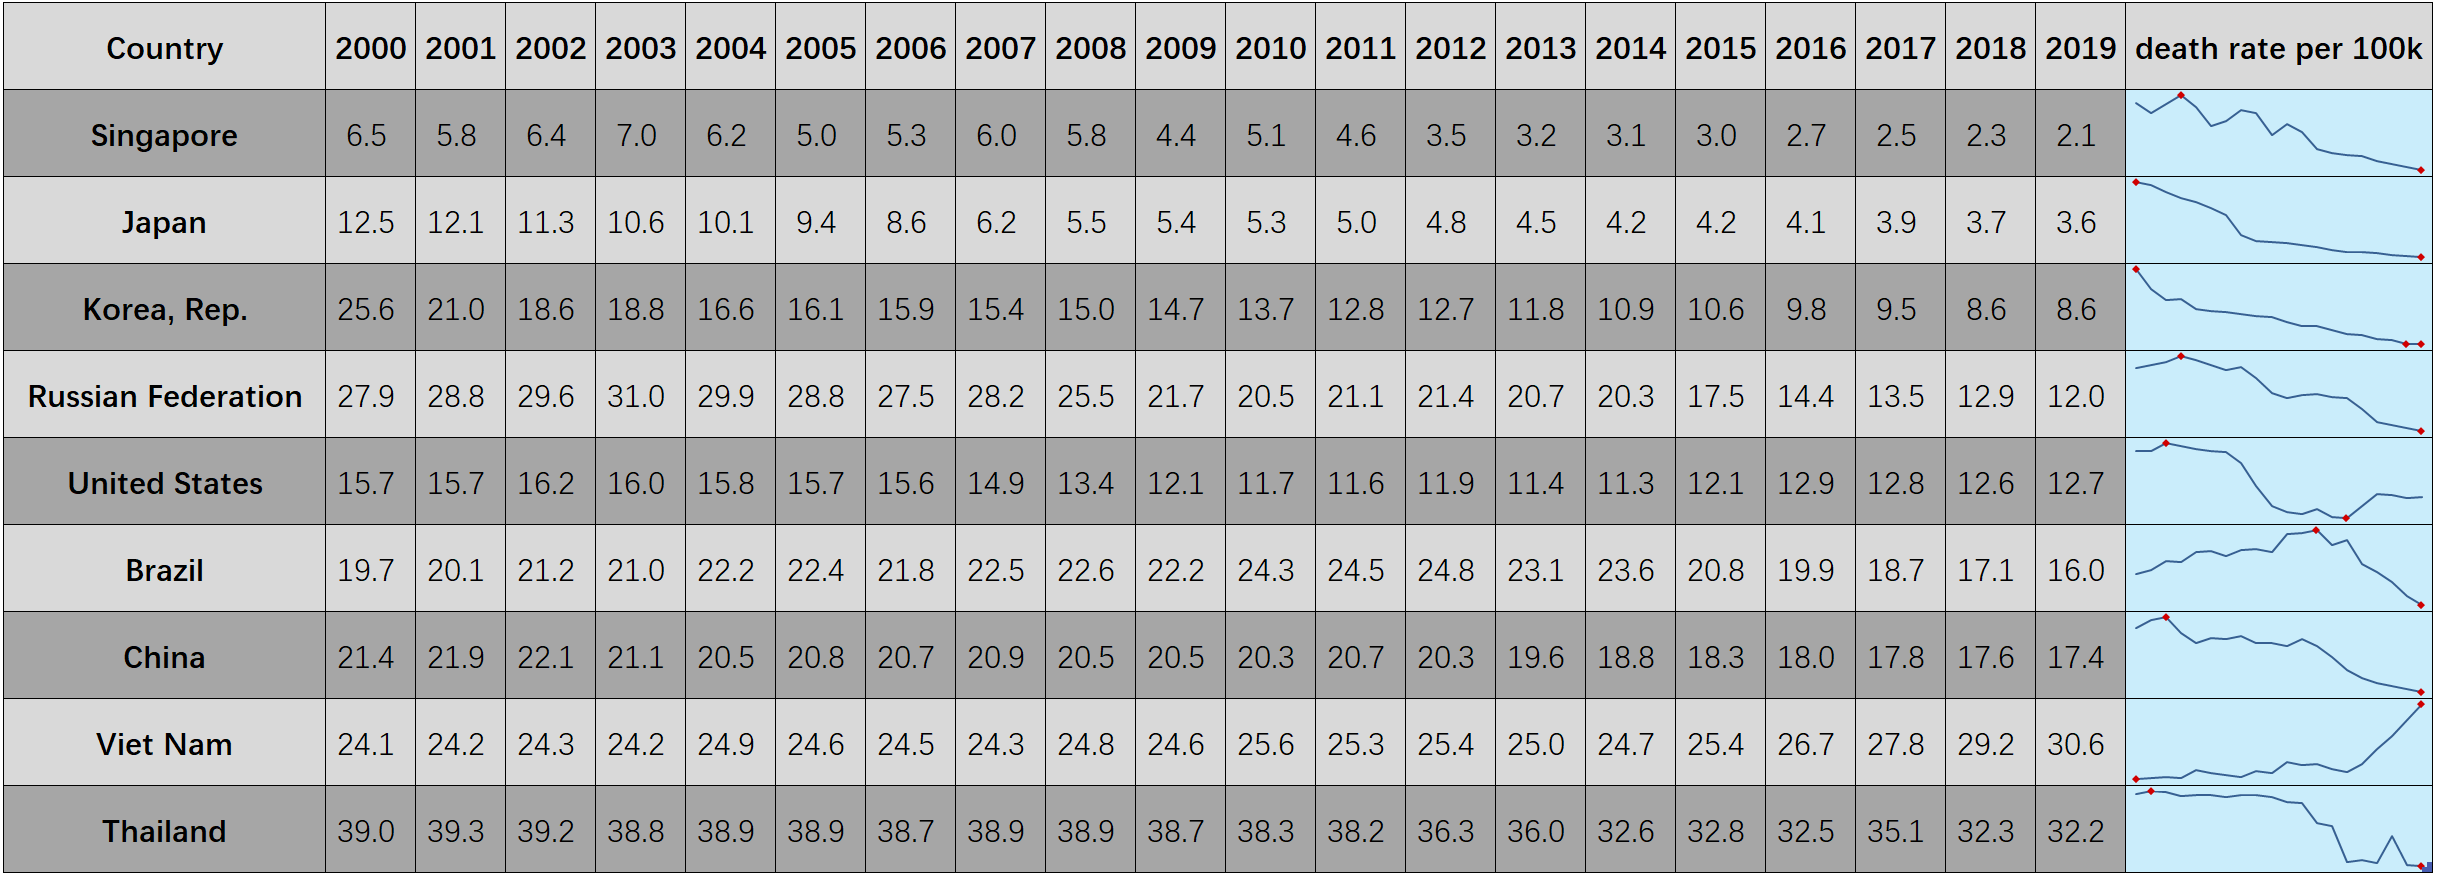 Country 2000 2001 2002 2003 2004 2005 2006 2007 2008 2009 2010 2011 2012 2013 2014 2015 2016 2017 2018 2019 death rate per 100k
Singapore 6.5 5.8 6.4 7.0 6.2 5.0 5.3 6.0 5.8 4.4 5.1 4.6 3.5 3.2 3.1 3.0 2.7 2.5 2.3 2.1
Japan 12.5 12.1 11.3 10.6 10.1 9.4 8.6 6.2 5.5 5.4 5.3 5.0 4.8 4.5 4.2 4.2 4.1 3.9 3.7 3.6
Korea, Rep. 25.6 21.0 18.6 18.8 16.6 16.1 15.9 15.4 15.0 14.7 13.7 12.8 12.7 11.8 10.9 10.6 9.8 9.5 8.6 8.6
Russian Federation 27.9 28.8 29.6 31.0 29.9 28.8 27.5 28.2 25.5 21.7 20.5 21.1 21.4 20.7 20.3 17.5 14.4 13.5 12.9 12.0
United States 15.7 15.7 16.2 16.0 15.8 15.7 15.6 14.9 13.4 12.1 11.7 11.6 11.9 11.4 11.3 12.1 12.9 12.8 12.6 12.7
Brazil 19.7 20.1 21.2 21.0 22.2 22.4 21.8 22.5 22.6 22.2 24.3 24.5 24.8 23.1 23.6 20.8 19.9 18.7 17.1 16.0
China 21.4 21.9 22.1 21.1 20.5 20.8 20.7 20.9 20.5 20.5 20.3 20.7 20.3 19.6 18.8 18.3 18.0 17.8 17.6 17.4
Viet Nam 24.1 24.2 24.3 24.2 24.9 24.6 24.5 24.3 24.8 24.6 25.6 25.3 25.4 25.0 24.7 25.4 26.7 27.8 29.2 30.6
Thailand 39.0 39.3 39.2 38.8 38.9 38.9 38.7 38.9 38.9 38.7 38.3 38.2 36.3 36.0 32.6 32.8 32.5 35.1 32.3 32.2